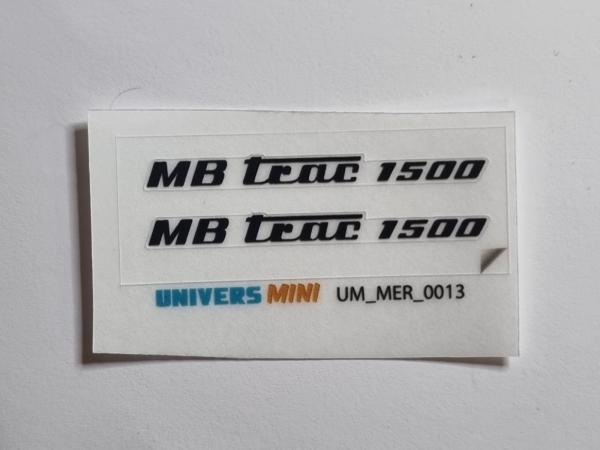 MB trac 1500
MB trac 1500
UNIVERS MINI UM_MER_0013